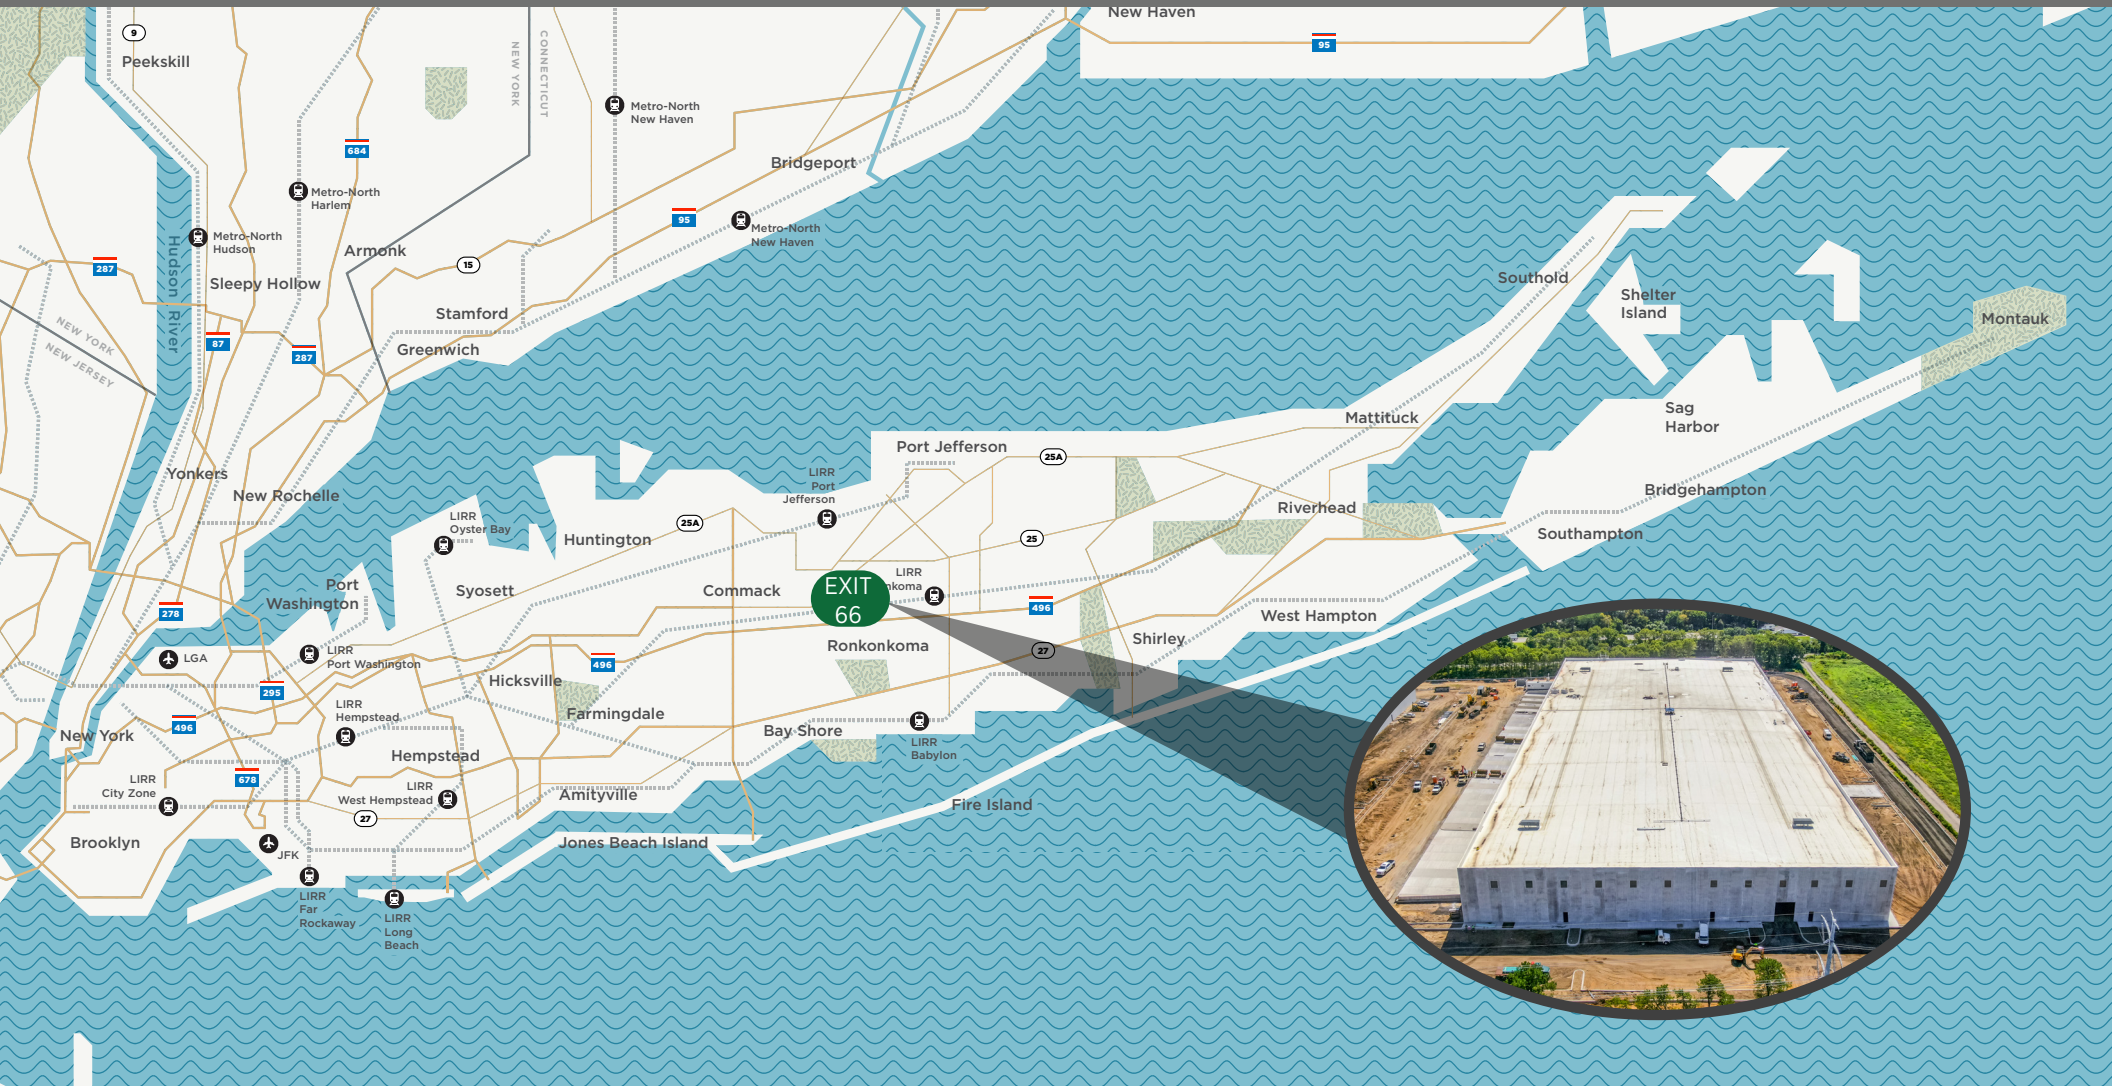 New Haven
9
95
Peekskill
NEW YORK
CONNECTICUT
Metro-North
New Haven
684
Bridgeport
Metro-North
Harlem
95
Metro-North
New Haven
Metro-North
Hudson
Hudson River
Armonk
15
287
Sleepy Hollow
Southold
Shelter
Island
Stamford
Montauk
NEW YORK
NEW JERSEY
87
287
Greenwich
Sag
Harbor
Mattituck
Port Jefferson
25A
LIRR
Port
Jefferson
Yonkers
New Rochelle
Bridgehampton
Riverhead
LIRR
Oyster Bay
25A
Huntington
25
Southampton
Port
Washington
Syosett
Commack
EXIT
66
LIRR
nkoma
496
278
West Hampton
Shirley
Ronkonkoma
27
LGA
LIRR
Port Washington
496
295
Hicksville
LIRR
Hempstead
Farmingdale
496
New York
Bay Shore
LIRR
Babylon
Hempstead
678
LIRR
City Zone
LIRR
West Hempstead
Amityville
Fire Island
27
Brooklyn
Jones Beach Island
JFK
LIRR
Far
Rockaway
LIRR
Long
Beach